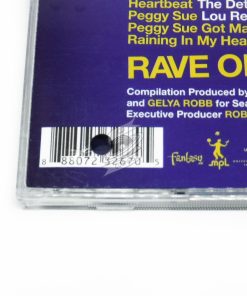 Heartbeat The Det
Peggy Sue Lou Re
Peggy Sue Got Ma
Raining In My Hea
RAVE O
Compilation Produced by
and GELYA ROBB for Sea
Executive Producer ROB
8 88072 32670 5
Fantasy MPL